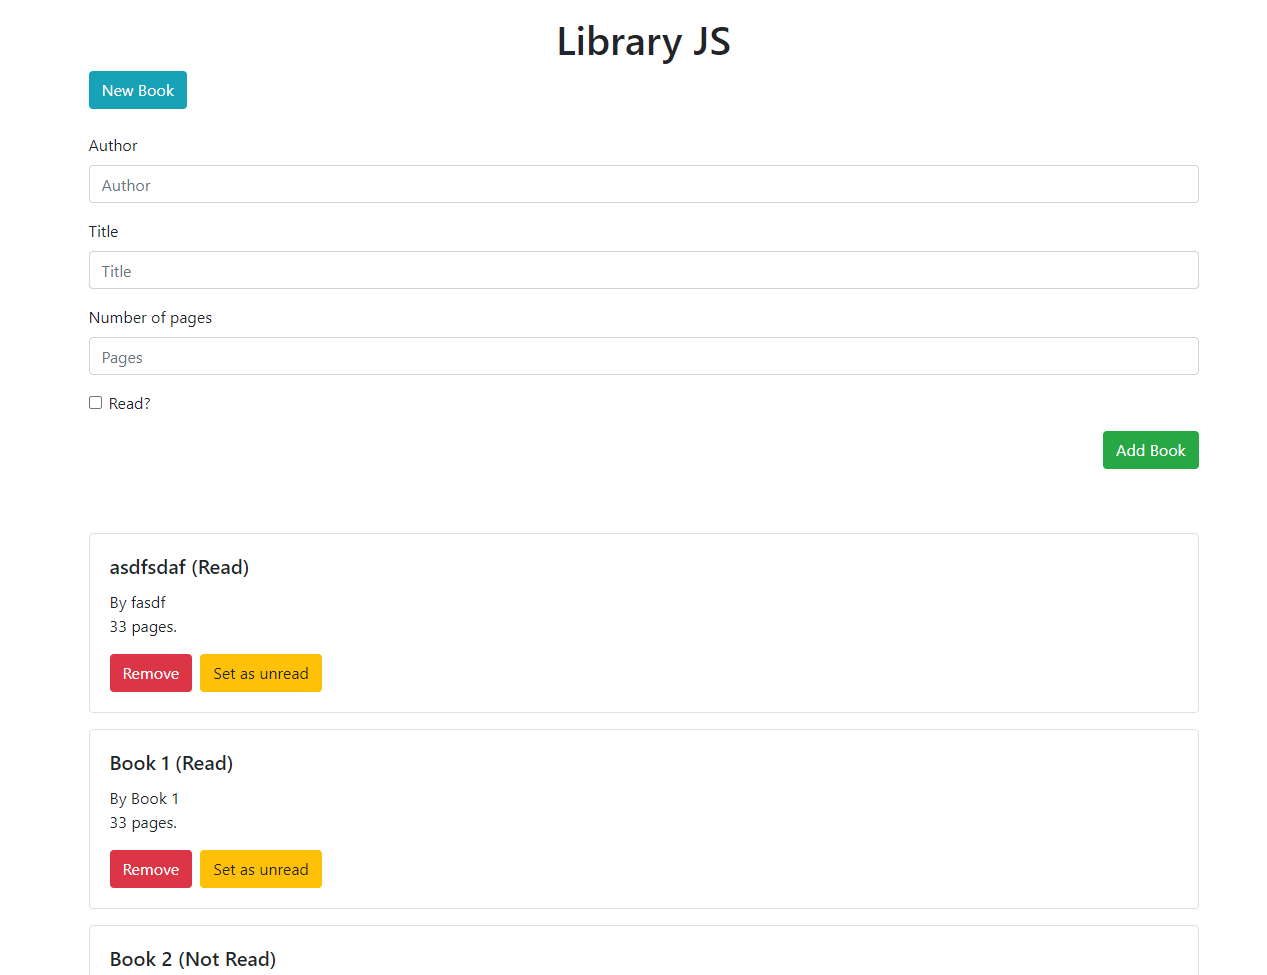 Library JS
New Book
Author
Author
Title
Title
Number of pages
Pages
Read?
Add Book
asdfsdaf (Read)
By fasdf
33 pages.
Remove Set as unread
Book 1 (Read)
By Book 1
33 pages.
Remove Set as unread
Book 2 (Not Read)